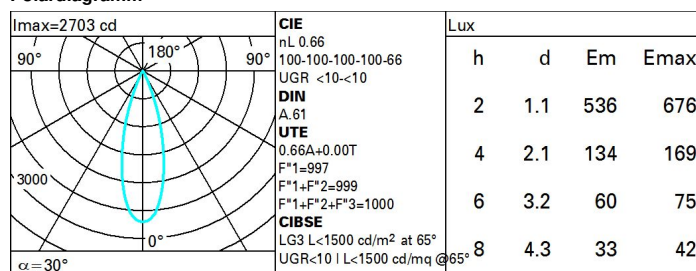 Imax=2703 cd
90°
180°
90°
3000
0°
α=30°
CIE
nL 0.66
100-100-100-100-66
UGR <10-<10
DIN
A.61
UTE
0.66A+0.00T
F"1=997
F"1+F"2=999
F"1+F"2+F"3=1000
CIBSE
LG3 L<1500 cd/m² at 65°
UGR<10 | L<1500 cd/mq @65°
Lux
h d Em Emax
2 1.1 536 676
4 2.1 134 169
6 3.2 60 75
8 4.3 33 42